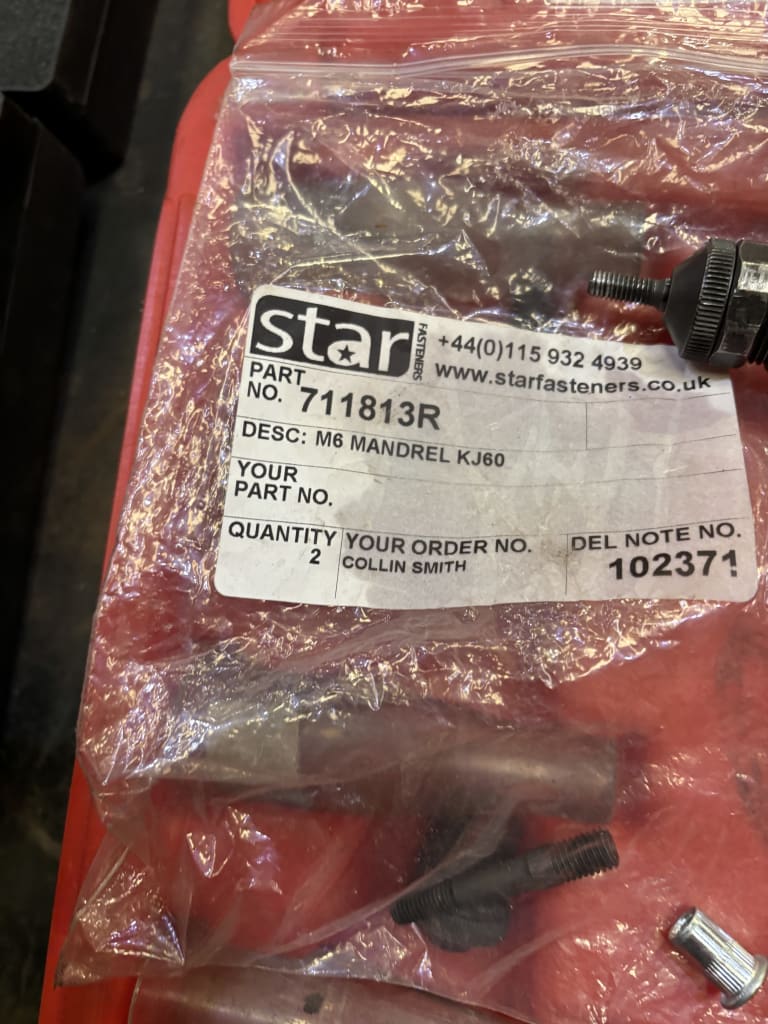 star FASTENERS
+44(0)115 932 4939
www.starfasteners.co.uk
PART
NO. 711813R
DESC: M6 MANDREL KJ60
YOUR
PART NO.
QUANTITY
2
YOUR ORDER NO.
COLLIN SMITH
DEL NOTE NO.
102371